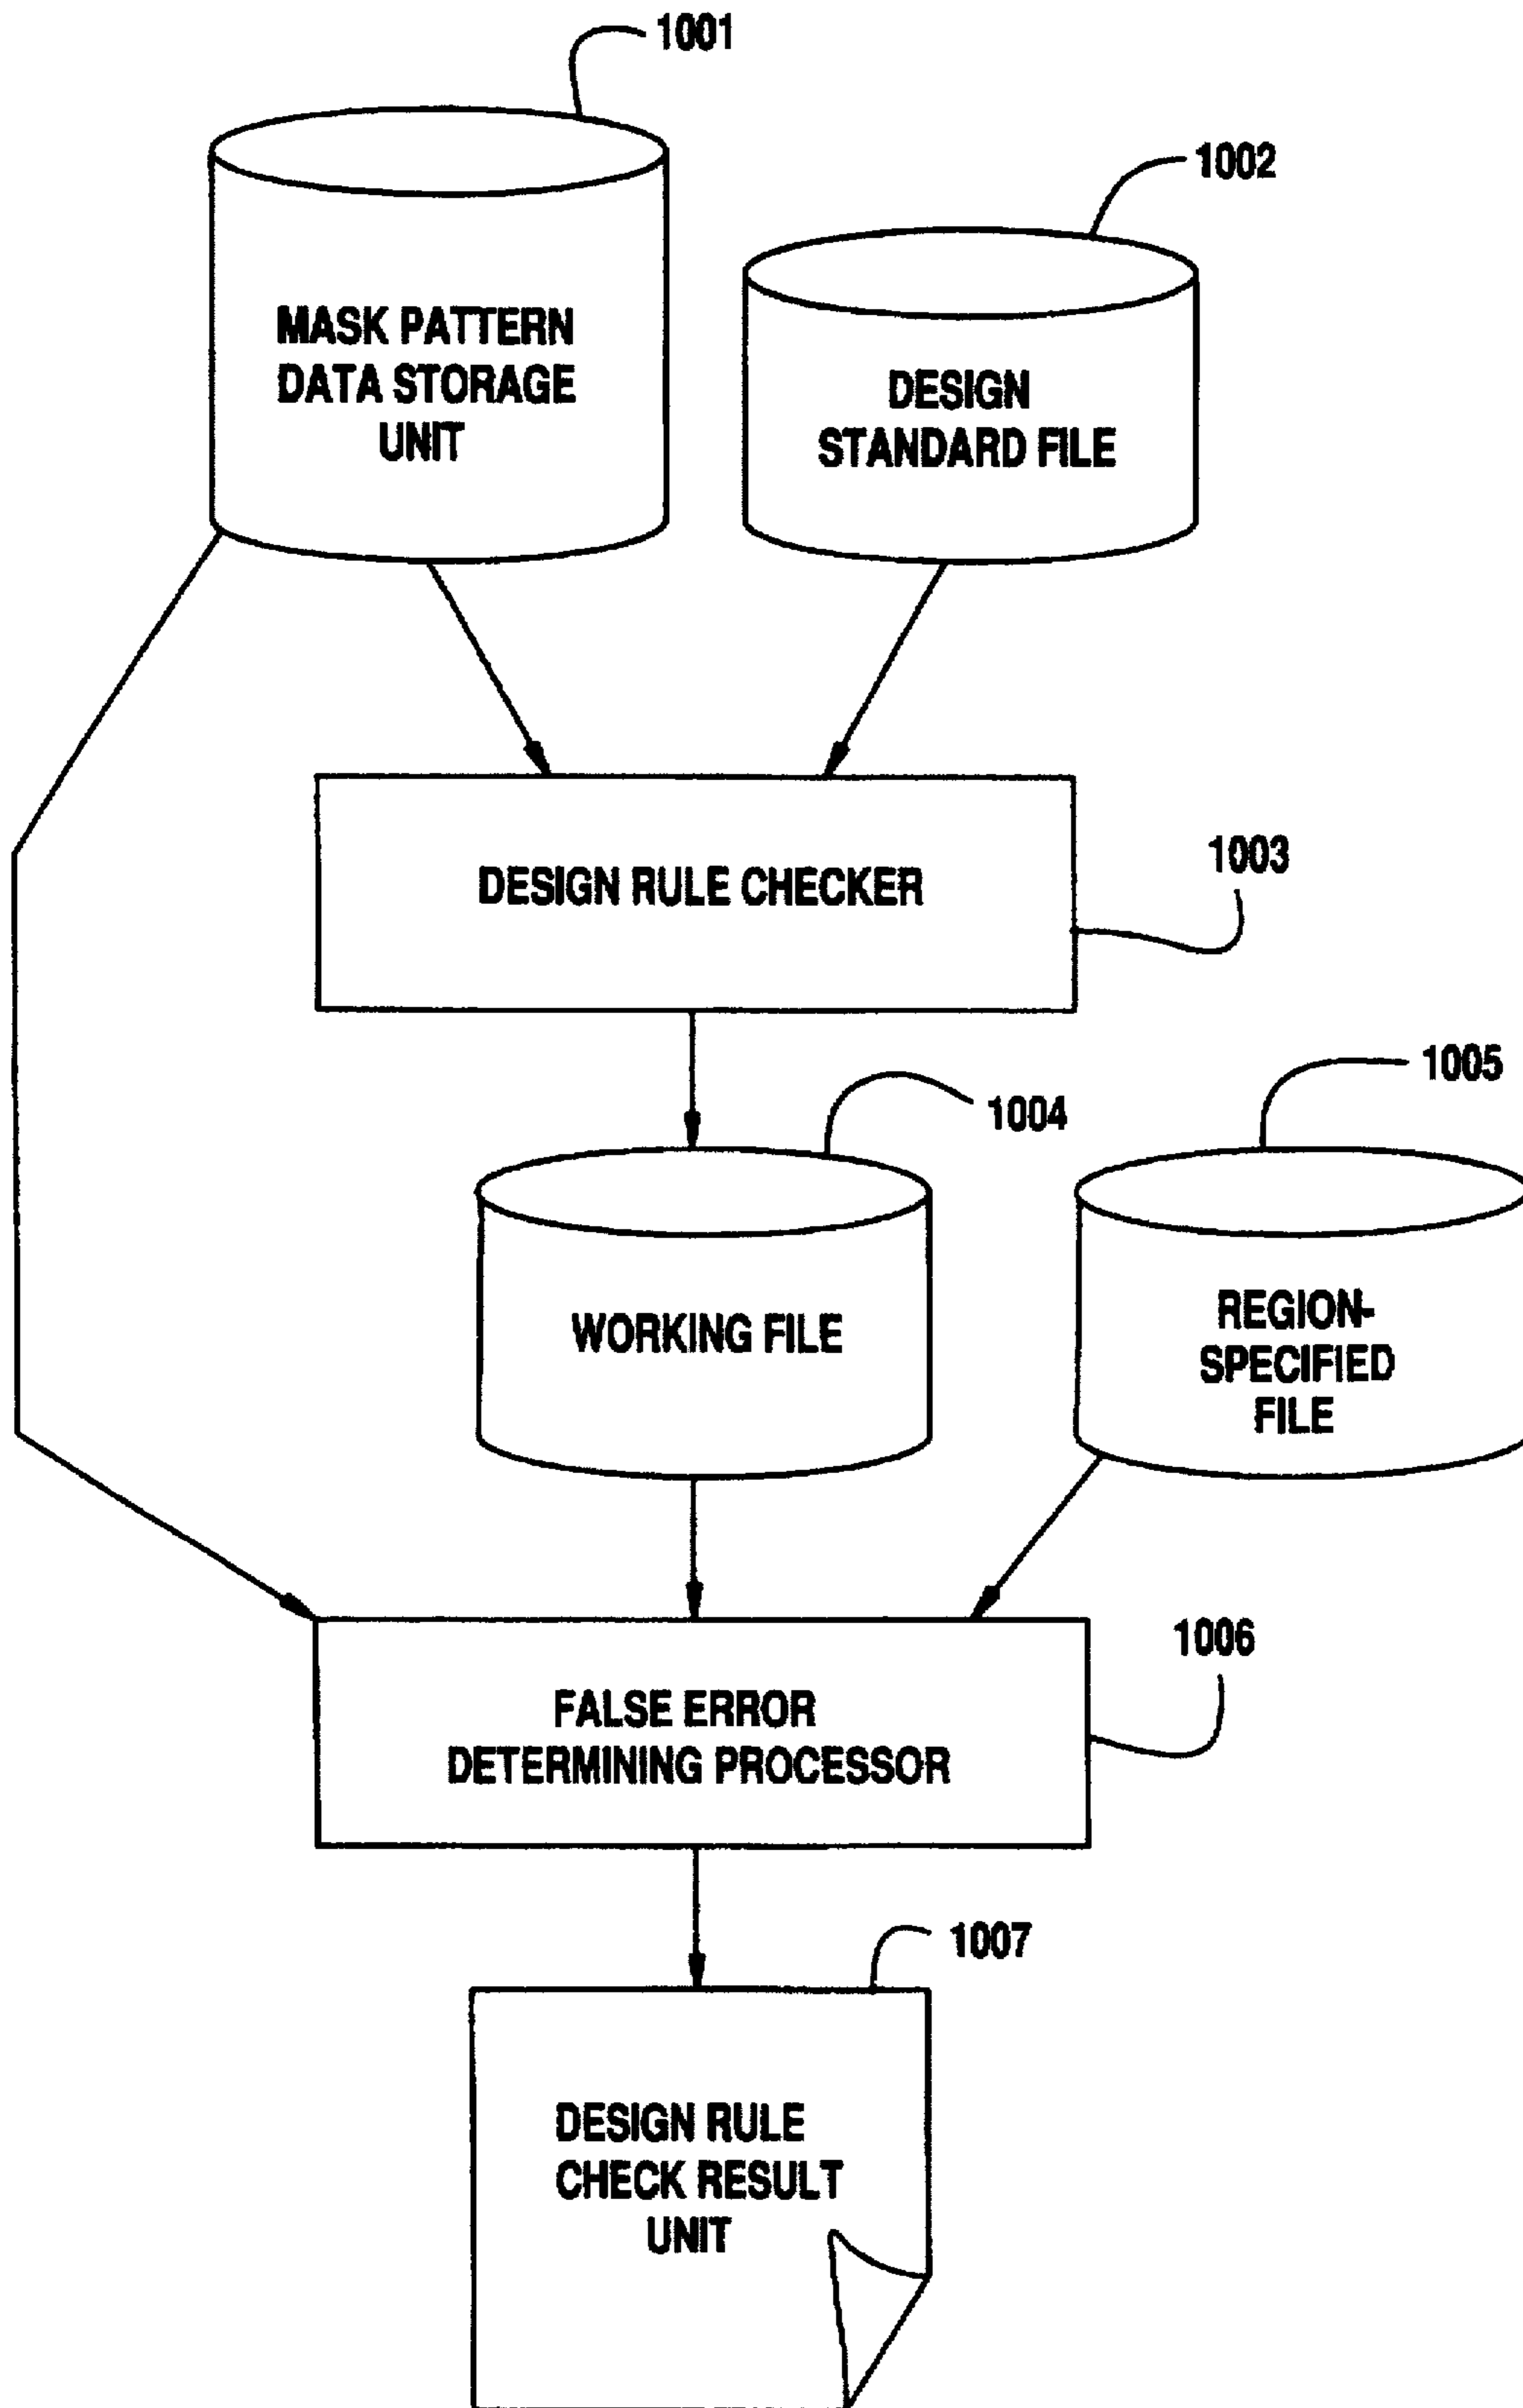 1001
1002
MASK PATTERN
DATA STORAGE
UNIT
DESIGN
STANDARD FILE
DESIGN RULE CHECKER
1003
1004
1005
WORKING FILE
REGION-
SPECIFIED
FILE
1006
FALSE ERROR
DETERMINING PROCESSOR
1007
DESIGN RULE
CHECK RESULT
UNIT